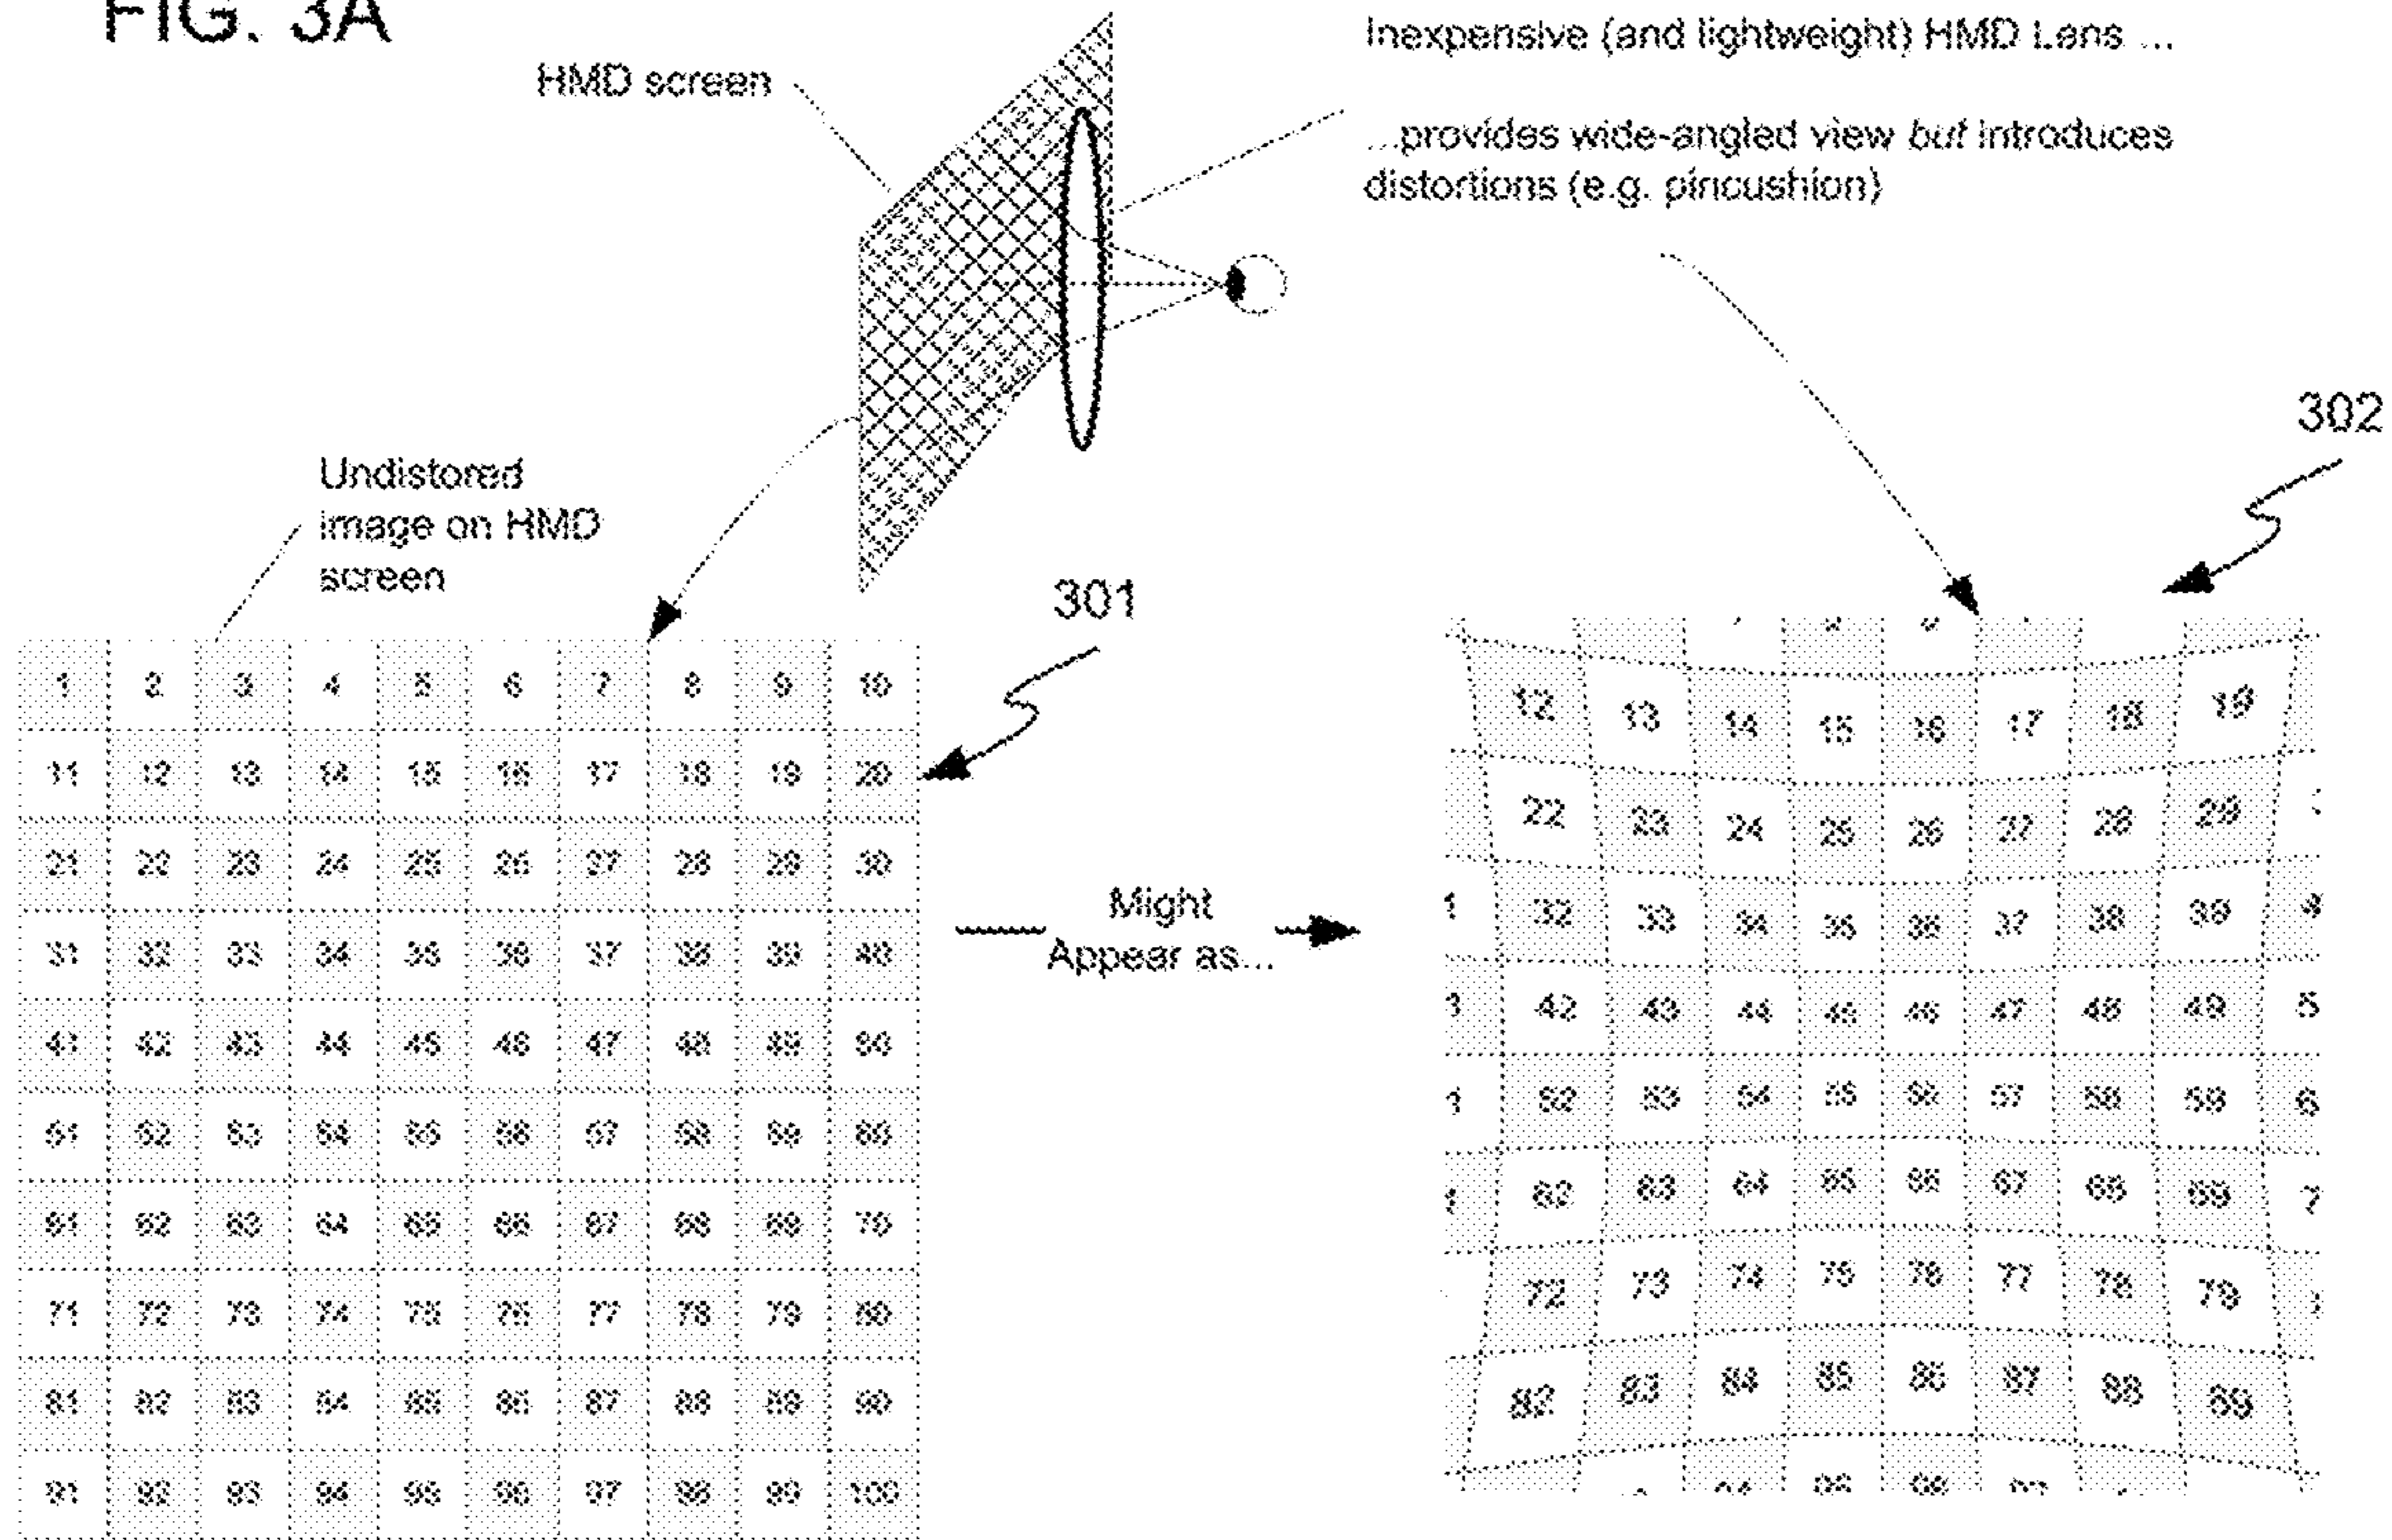 FIG. 3A
HMD screen
Inexpensive (and lightweight) HMD Lens ...
...provides wide-angled view but introduces
distortions (e.g. pincushion)
302
Undistored
image on HMD
screen
301
1 2 3 4 5 6 7 8 9 10
11 12 13 14 15 16 17 18 19 20
21 22 23 24 25 26 27 28 29 30
31 32 33 34 35 36 37 38 39 40
41 42 43 44 45 46 47 48 49 50
51 52 53 54 55 56 57 58 59 60
61 62 63 64 65 66 67 68 69 70
71 72 73 74 75 76 77 78 79 80
81 82 83 84 85 86 87 88 89 90
91 92 93 94 95 96 97 98 99 100
Might
Appear as...
12 13 14 15 16 17 18 19
22 23 24 25 26 27 28 29
32 33 34 35 36 37 38 39
42 43 44 45 46 47 48 49
52 53 54 55 56 57 58 59
62 63 64 65 66 67 68 69
72 73 74 75 76 77 78 79
82 83 84 85 86 87 88 89